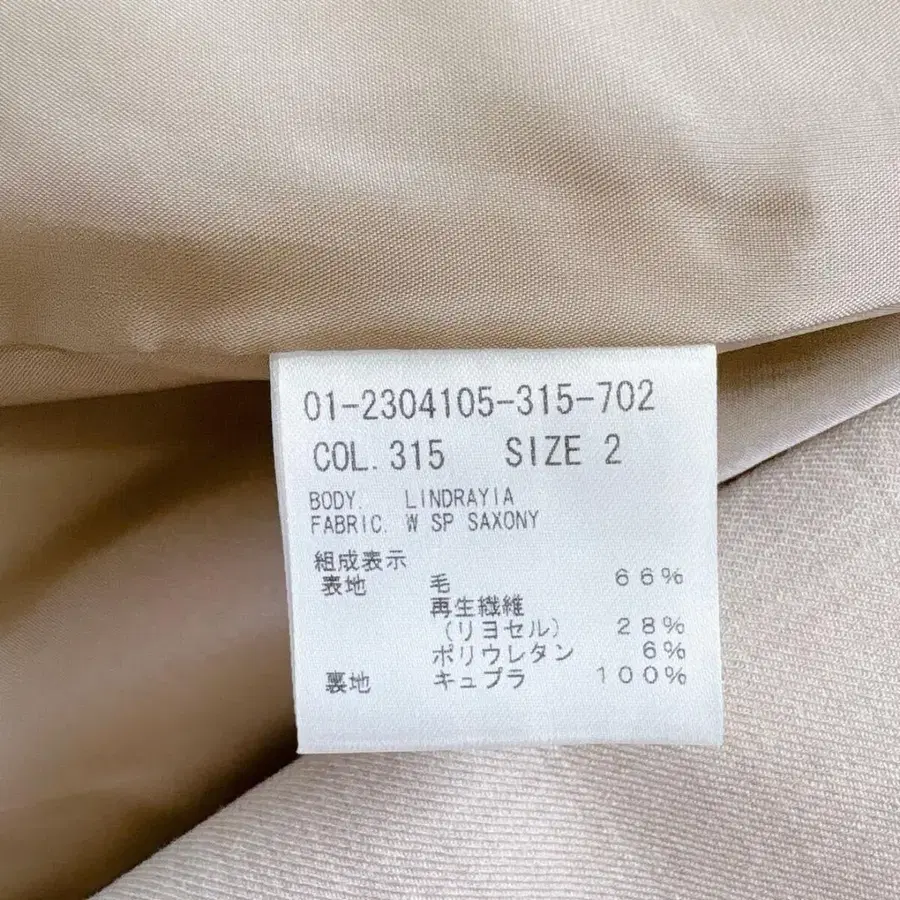 01-2304105-315-702
COL. 315 SIZE 2
BODY. LINDRAYIA
FABRIC. W SP SAXONY
組成表示
表地 毛 66%
再生繊維
(リヨセル) 28%
ポリウレタン 6%
裏地 キュプラ 100%